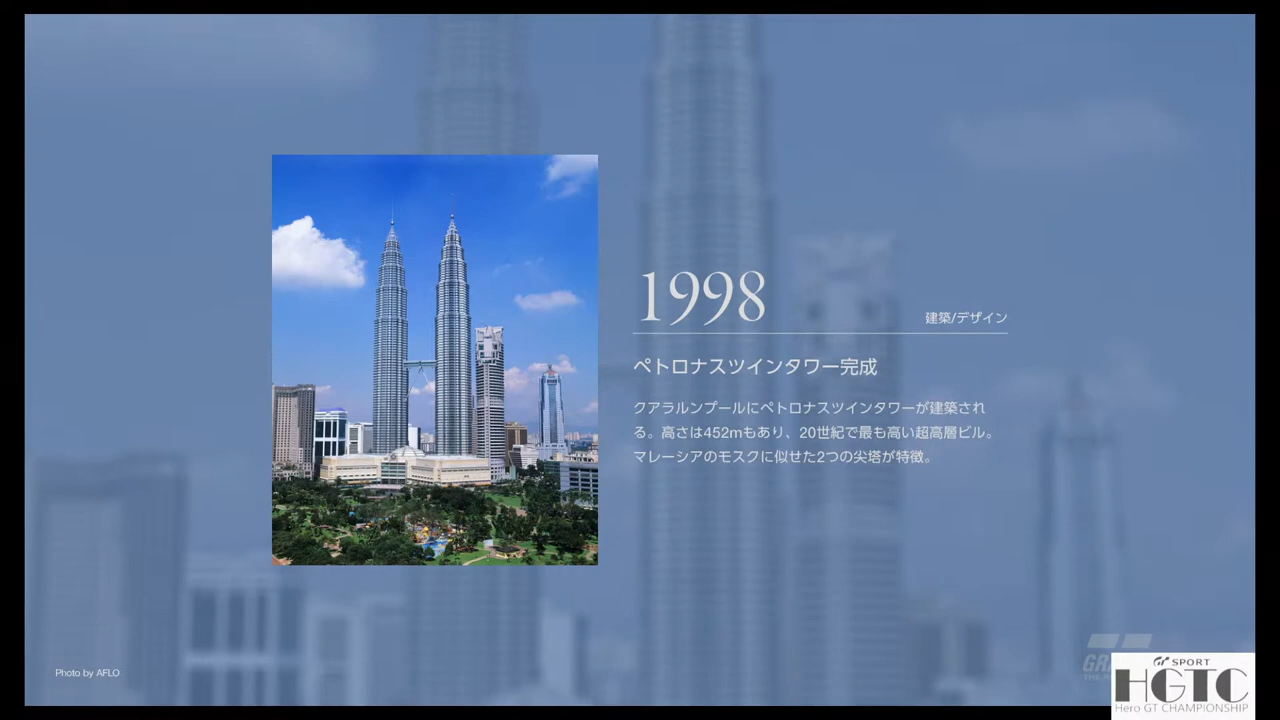 1998
建築/デザイン
ペトロナスツインタワー完成
クアラルンプールにペトロナスツインタワーが建築され
る。高さは452mもあり、20世紀で最も高い超高層ビル。
マレーシアのモスクに似せた2つの尖塔が特徴。
Photo by AFLO
GT SPORT
HGTC
Hero GT CHAMPIONSHIP